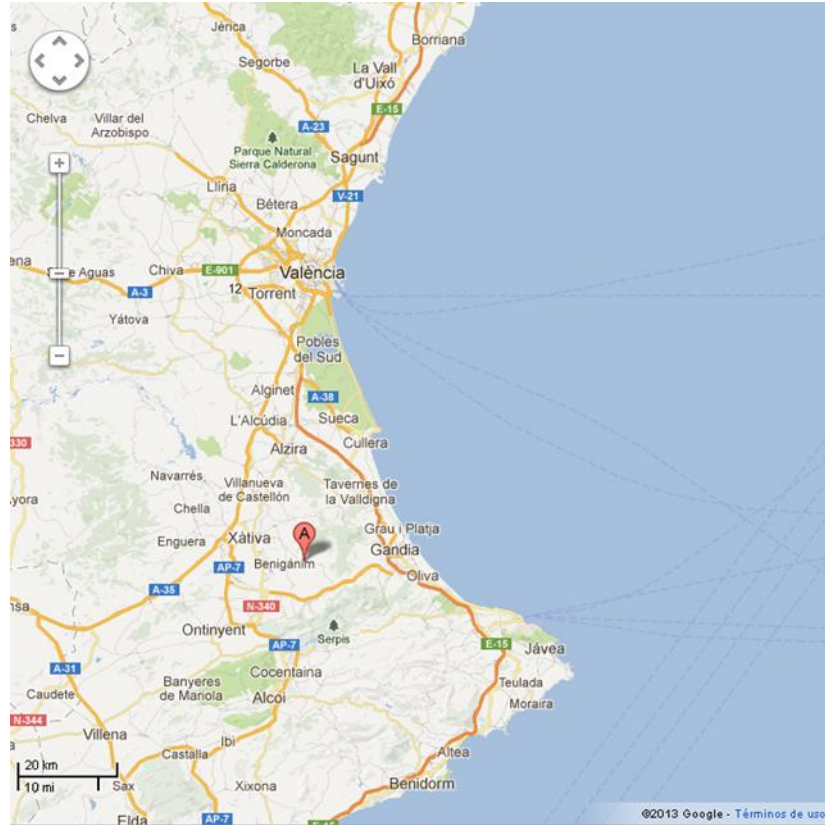 Jérica
Borriana
Segorbe
La Vall
d'Uixó
E-15
Chelva
Villar del
Arzobispo
A-23
Parque Natural
Sierra Calderona
Sagunt
Llíria
V-21
Bétera
Moncada
ena
e Aguas
Chiva
E-901
València
A-3
12
Torrent
Yátova
Pobles
del Sud
Alginet
A-38
L'Alcúdia
Sueca
330
Cullera
Alzira
Navarrés
Villanueva
de Castellón
Tavernes de
la Valldigna
yora
Chella
Grau i Platja
Enguera
Xàtiva
A
Gandia
Benigánim
AP-7
Oliva
A-35
nsa
N-340
Ontinyent
Serpis
AP-7
E-15
Jávea
A-31
Cocentaina
Banyeres
de Mariola
Teulada
Caudete
Alcoi
Moraira
N-344
Villena
Ibi
Altea
Castalla
20 km
10 mi
Sax
Xixona
Benidorm
Elda
AP-7
E-15
©2013 Google - Términos de uso